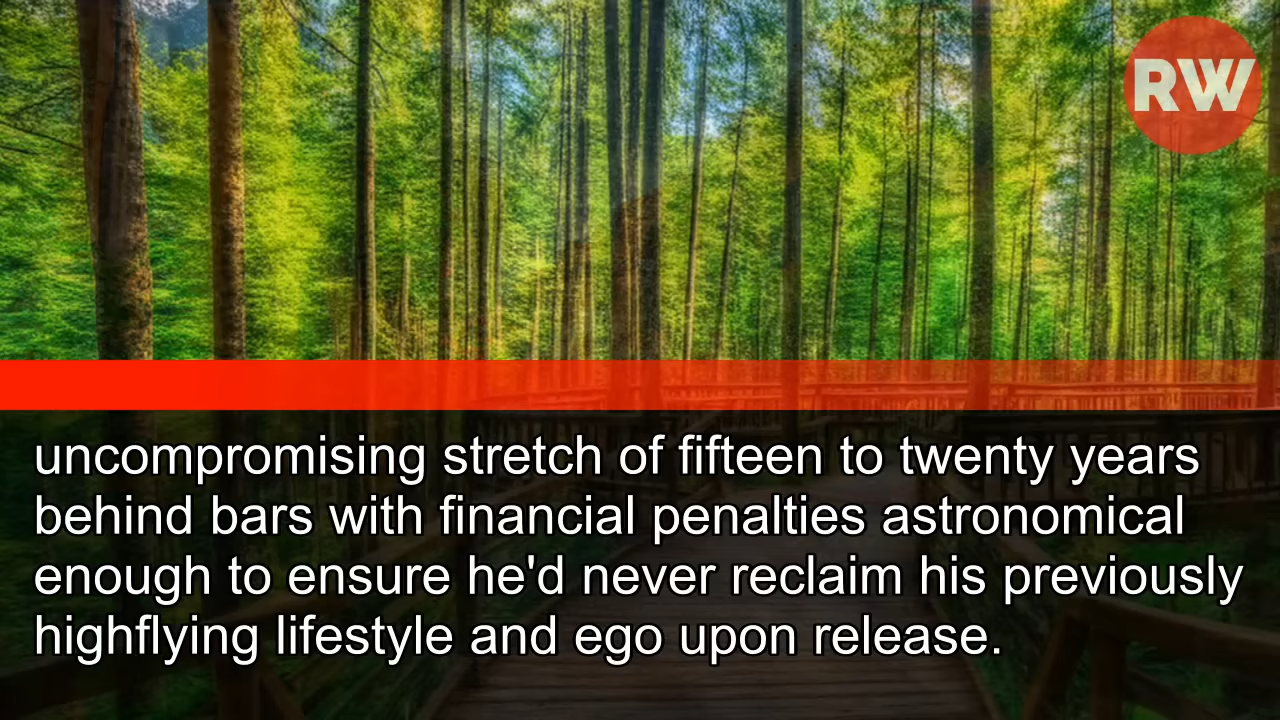 RW
uncompromising stretch of fifteen to twenty years
behind bars with financial penalties astronomical
enough to ensure he'd never reclaim his previously
highflying lifestyle and ego upon release.